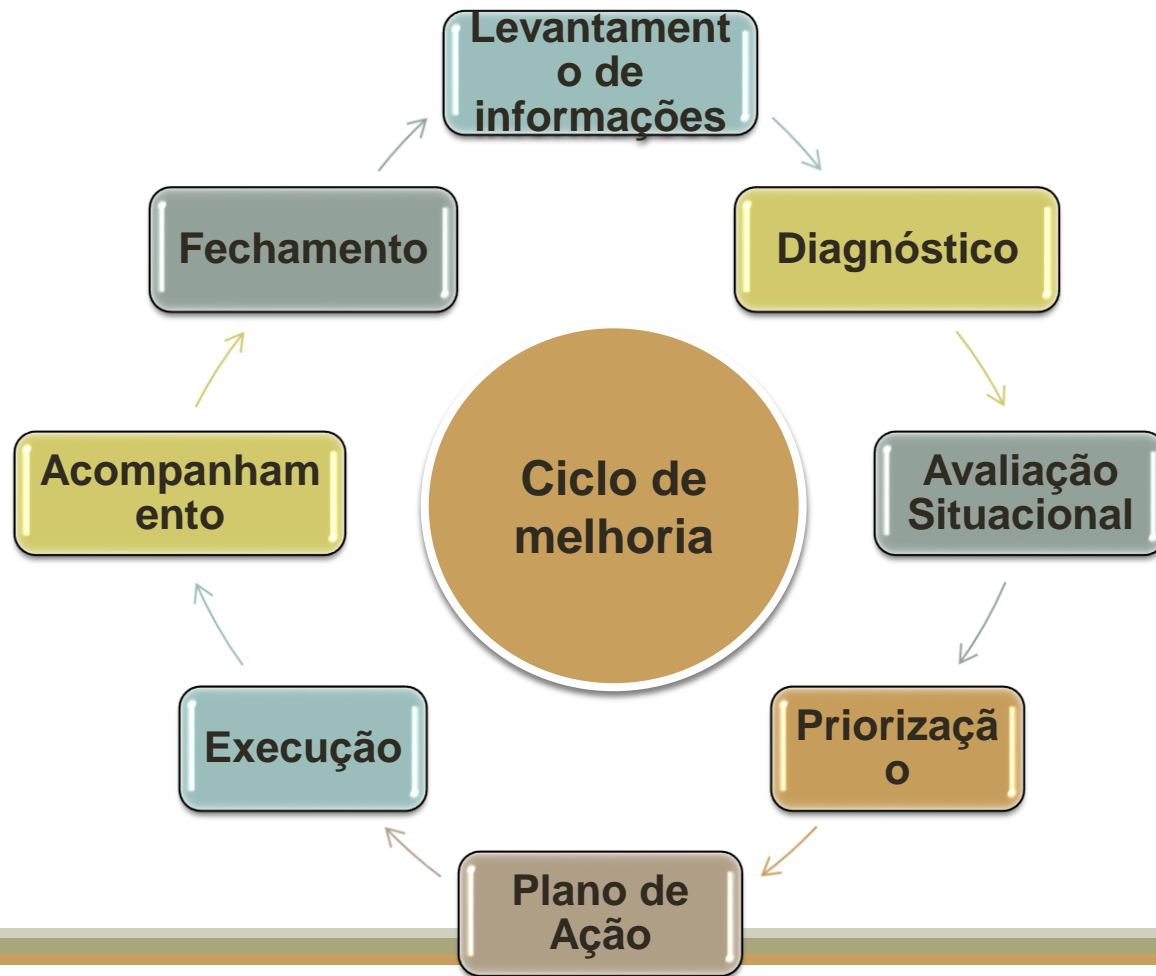 Levantament
o de
informações
Diagnóstico
Avaliação
Situacional
Priorizaçã
o
Plano de
Ação
Execução
Acompanham
ento
Fechamento
Ciclo de
melhoria